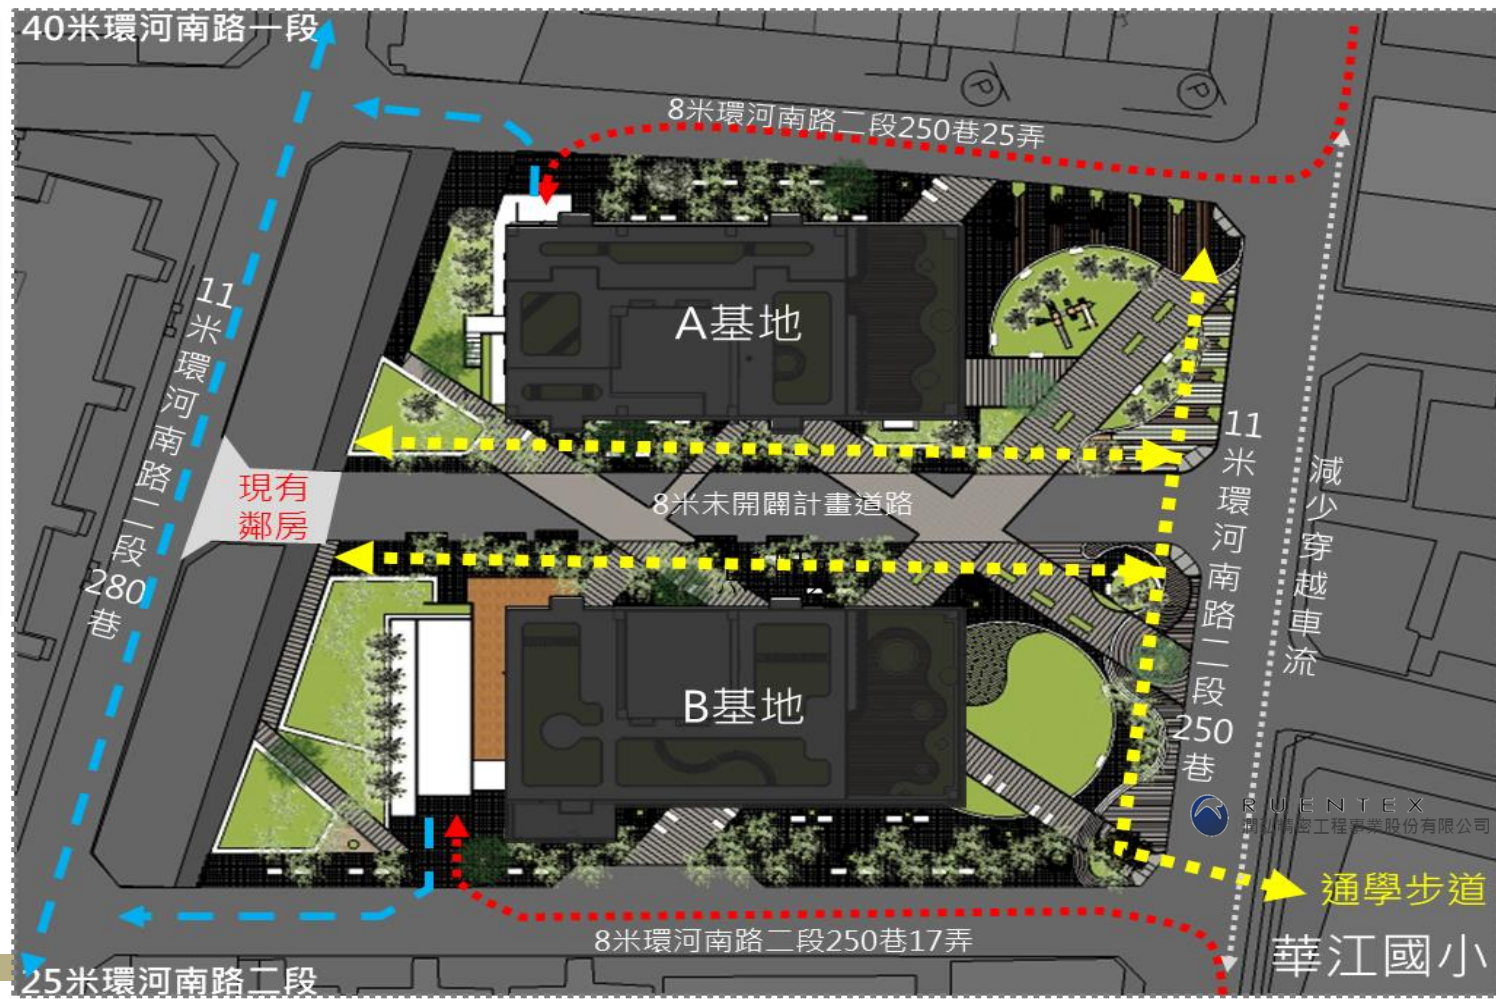 40米環河南路一段
8米環河南路二段250巷25弄
11米環河南路二段280巷
A基地
現有
鄰房
8米未開闢計畫道路
11米環河南路二段250巷
減少穿越車流
B基地
RUENTEX
潤弘精密工程事業股份有限公司
通學步道
8米環河南路二段250巷17弄
華江國小
25米環河南路二段
P
P